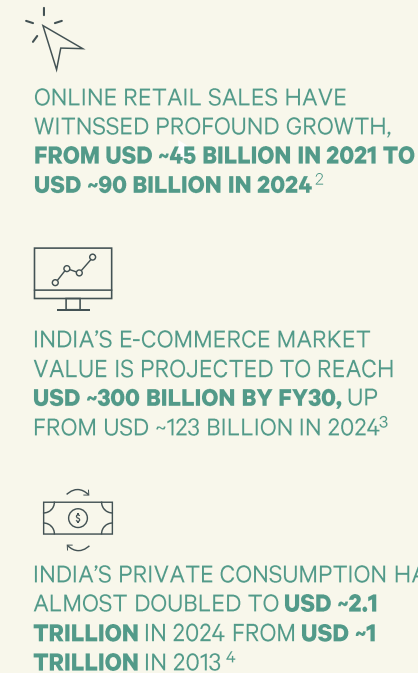 ONLINE RETAIL SALES HAVE
WITNSSED PROFOUND GROWTH,
FROM USD ~45 BILLION IN 2021 TO
USD ~90 BILLION IN 2024 2
INDIA'S E-COMMERCE MARKET
VALUE IS PROJECTED TO REACH
USD ~300 BILLION BY FY30, UP
FROM USD ~123 BILLION IN 2024 3
$
INDIA'S PRIVATE CONSUMPTION HA
ALMOST DOUBLED TO USD ~2.1
TRILLION IN 2024 FROM USD ~1
TRILLION IN 2013 4